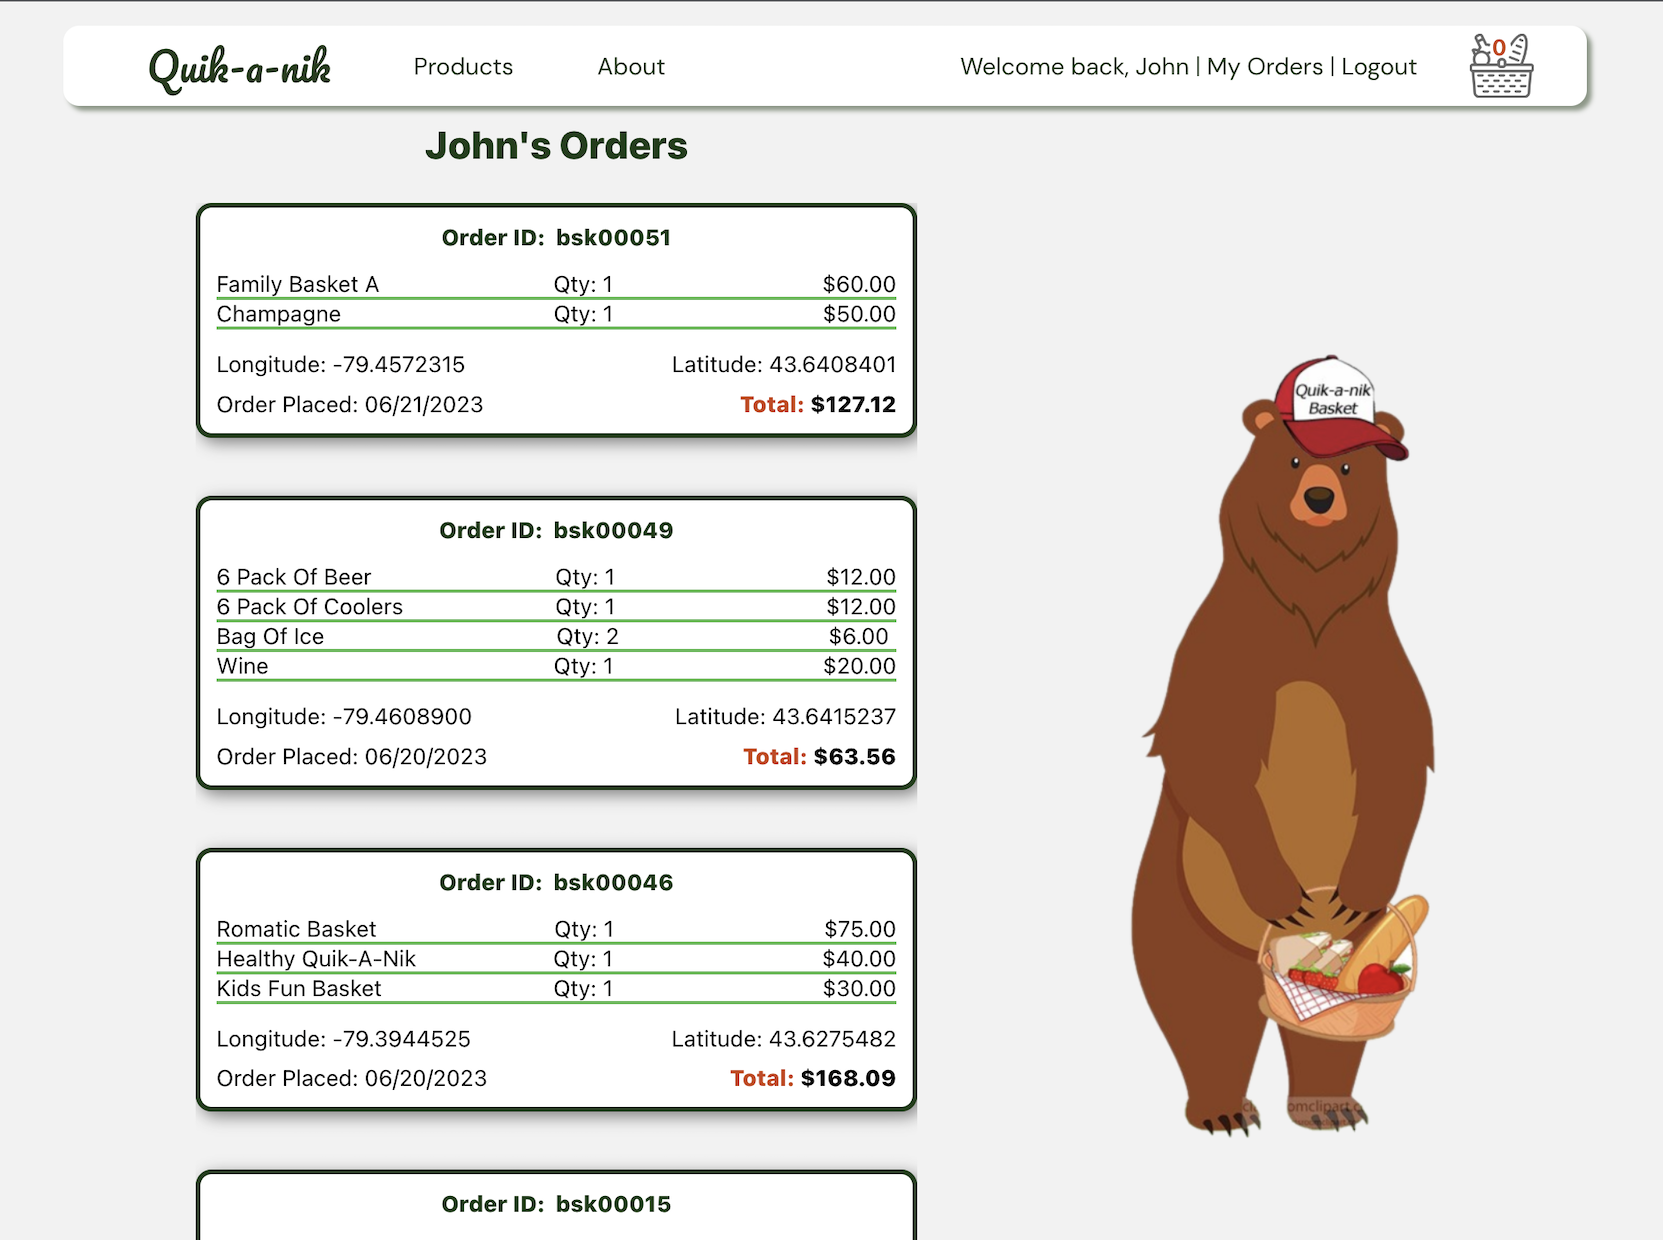 Quik-a-nik Products About Welcome back, John | My Orders | Logout 0
John's Orders
Order ID: bsk00051
Family Basket A Qty: 1 $60.00
Champagne Qty: 1 $50.00
Longitude: -79.4572315 Latitude: 43.6408401
Order Placed: 06/21/2023 Total: $127.12
Order ID: bsk00049
6 Pack Of Beer Qty: 1 $12.00
6 Pack Of Coolers Qty: 1 $12.00
Bag Of Ice Qty: 2 $6.00
Wine Qty: 1 $20.00
Longitude: -79.4608900 Latitude: 43.6415237
Order Placed: 06/20/2023 Total: $63.56
Order ID: bsk00046
Romatic Basket Qty: 1 $75.00
Healthy Quik-A-Nik Qty: 1 $40.00
Kids Fun Basket Qty: 1 $30.00
Longitude: -79.3944525 Latitude: 43.6275482
Order Placed: 06/20/2023 Total: $168.09
Order ID: bsk00015
Quik-a-nik
Basket